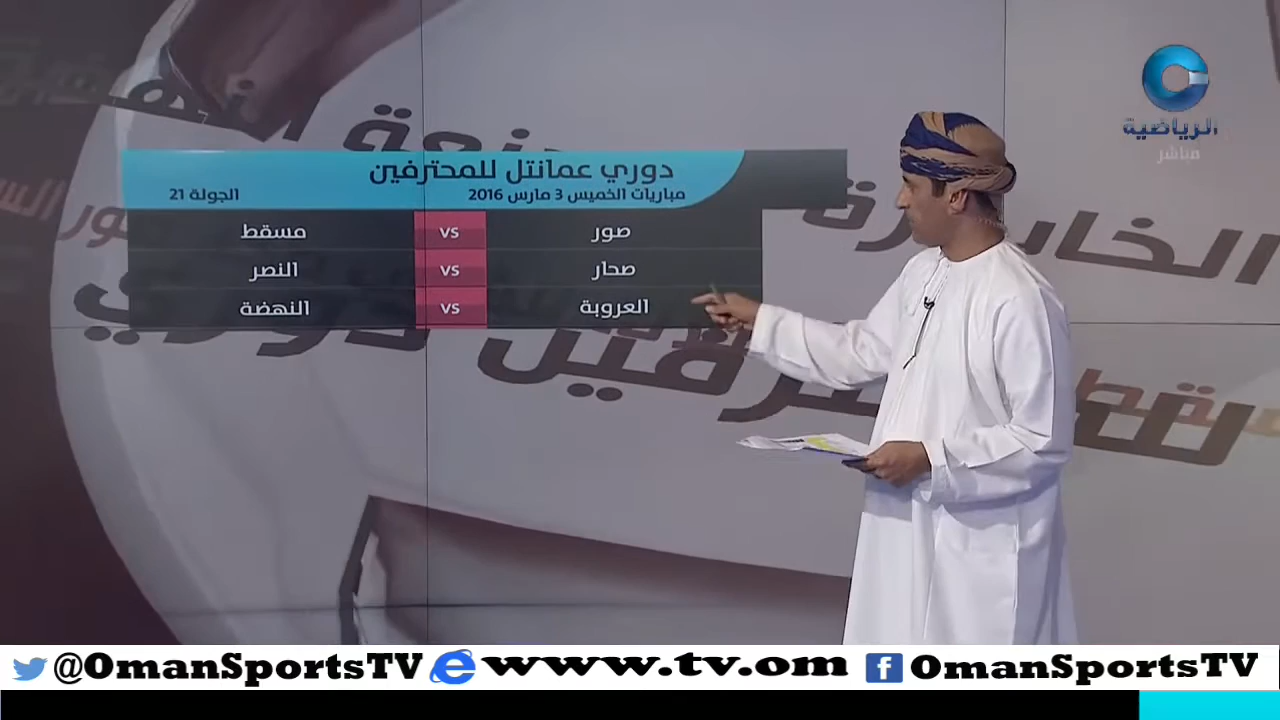 الرياضية
مباشر
دوري عمانتل للمحترفين
مباريات الخميس 3 مارس 2016 الجولة 21
صور VS مسقط
صحار VS النصر
العروبة VS النهضة
@OmanSportsTV www.tv.om OmanSportsTV